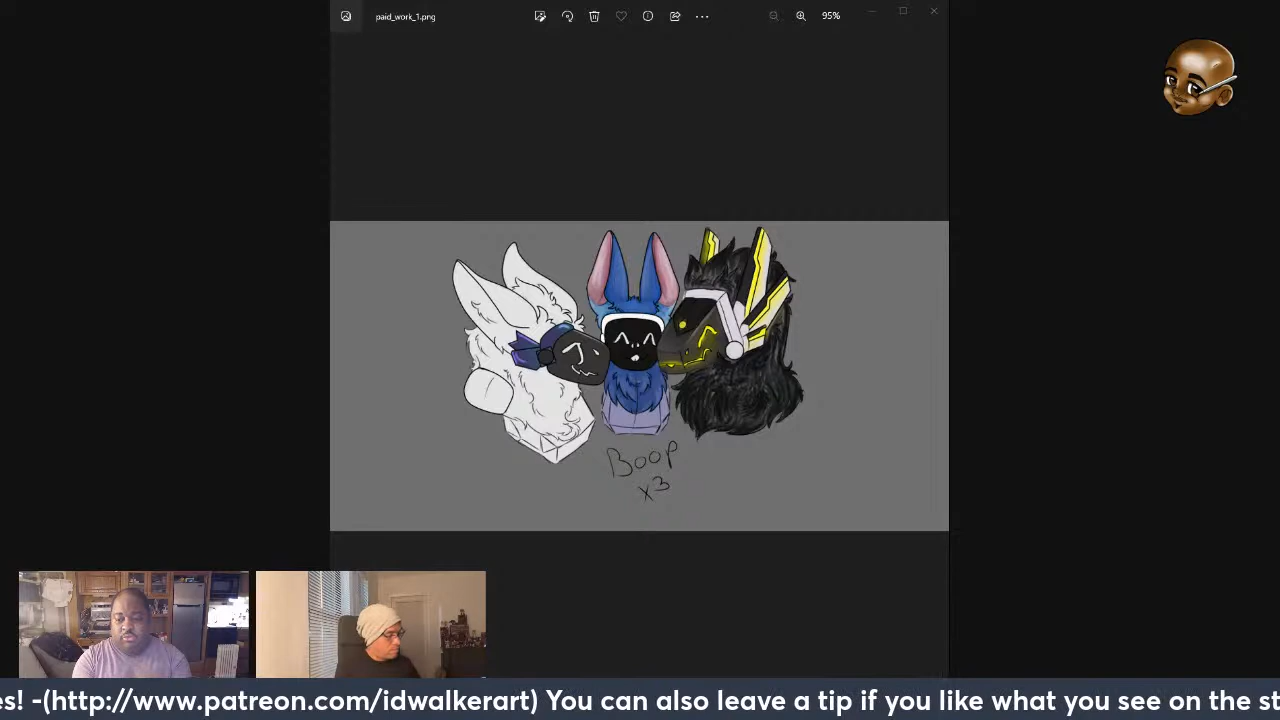 paid_work_1.png
95%
Boop
x3
es! -(http://www.patreon.com/idwalkerart) You can also leave a tip if you like what you see on the st